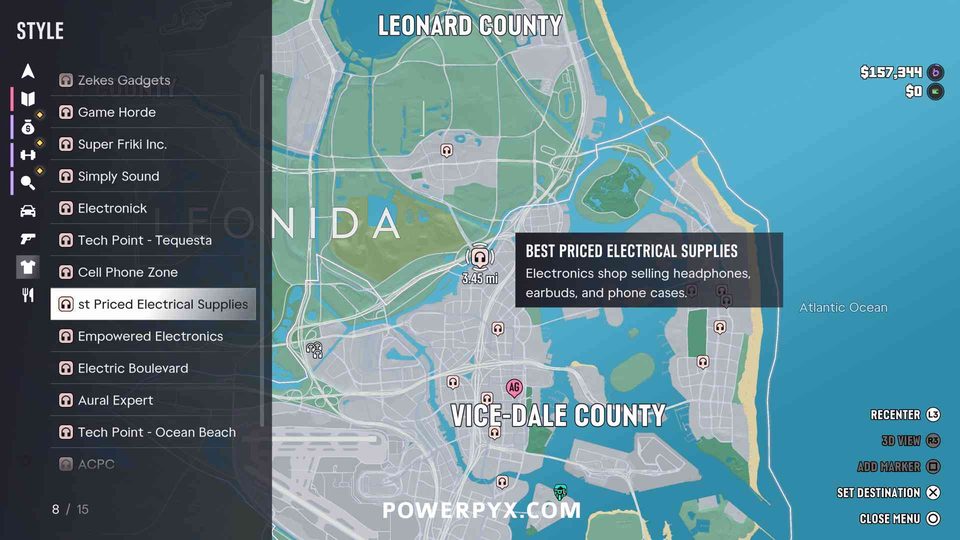 STYLE
Zekes Gadgets
Game Horde
Super Friki Inc.
Simply Sound
Electronick
Tech Point - Tequesta
Cell Phone Zone
st Priced Electrical Supplies
Empowered Electronics
Electric Boulevard
Aural Expert
Tech Point - Ocean Beach
ACPC
8 / 15
LEONARD COUNTY
$157,344
$0
LEONIDA
3.45 mi
BEST PRICED ELECTRICAL SUPPLIES
Electronics shop selling headphones,
earbuds, and phone cases.
Atlantic Ocean
AG
VICE-DALE COUNTY
RECENTER L3
3D VIEW R3
ADD MARKER
SET DESTINATION
CLOSE MENU
POWERPYX.COM